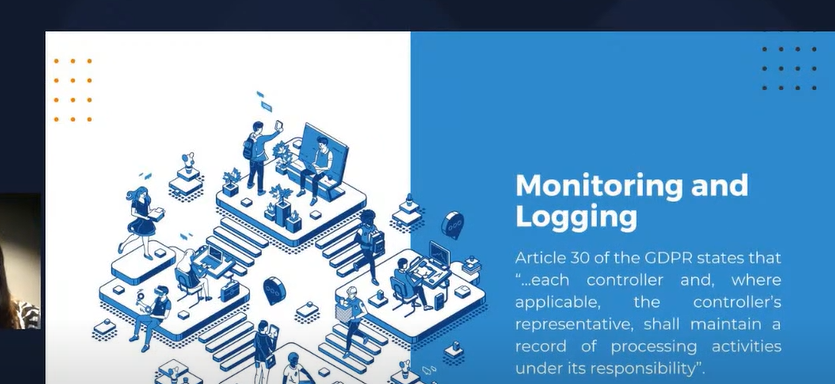 Monitoring and
Logging
Article 30 of the GDPR states that
“...each controller and, where
applicable, the controller’s
representative, shall maintain a
record of processing activities
under its responsibility”.